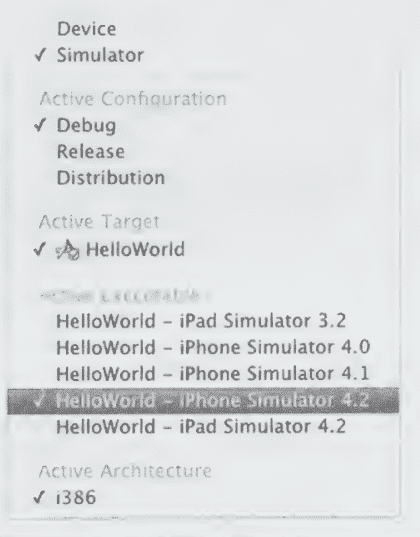 Device
✓ Simulator
Active Configuration
✓ Debug
Release
Distribution
Active Target
✓ HelloWorld
Active Executable
HelloWorld – iPad Simulator 3.2
HelloWorld – iPhone Simulator 4.0
HelloWorld – iPhone Simulator 4.1
✓ HelloWorld – iPhone Simulator 4.2
HelloWorld – iPad Simulator 4.2
Active Architecture
✓ i386